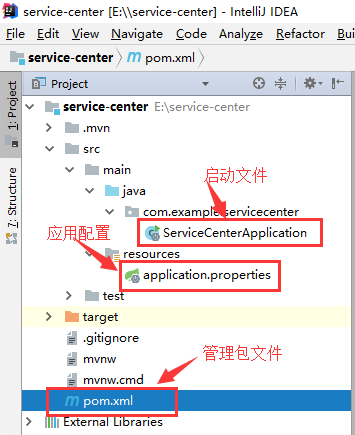 service-center [E:\\service-center] - IntelliJ IDEA
File Edit View Navigate Code Analyze Refactor
service-center pom.xml
Project
1: Project
7: Structure
service-center E:\service-center
.mvn
src
main
java
启动文件
com.example.servicecenter
ServiceCenterApplication
应用配置
resources
application.properties
test
target
.gitignore
mvnw
管理包文件
mvnw.cmd
pom.xml
External Libraries